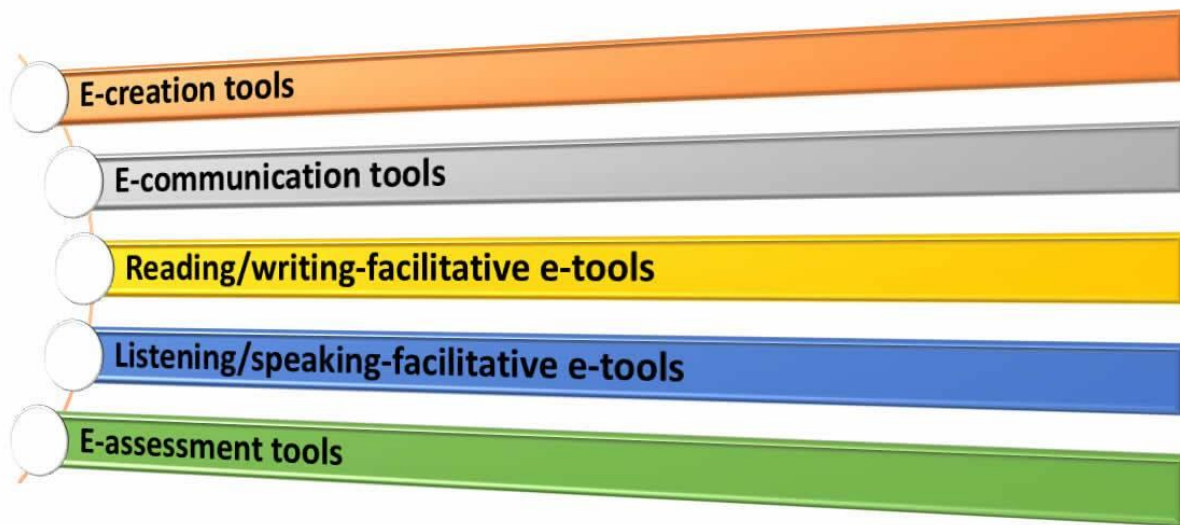 E-creation tools
E-communication tools
Reading/writing-facilitative e-tools
Listening/speaking-facilitative e-tools
E-assessment tools